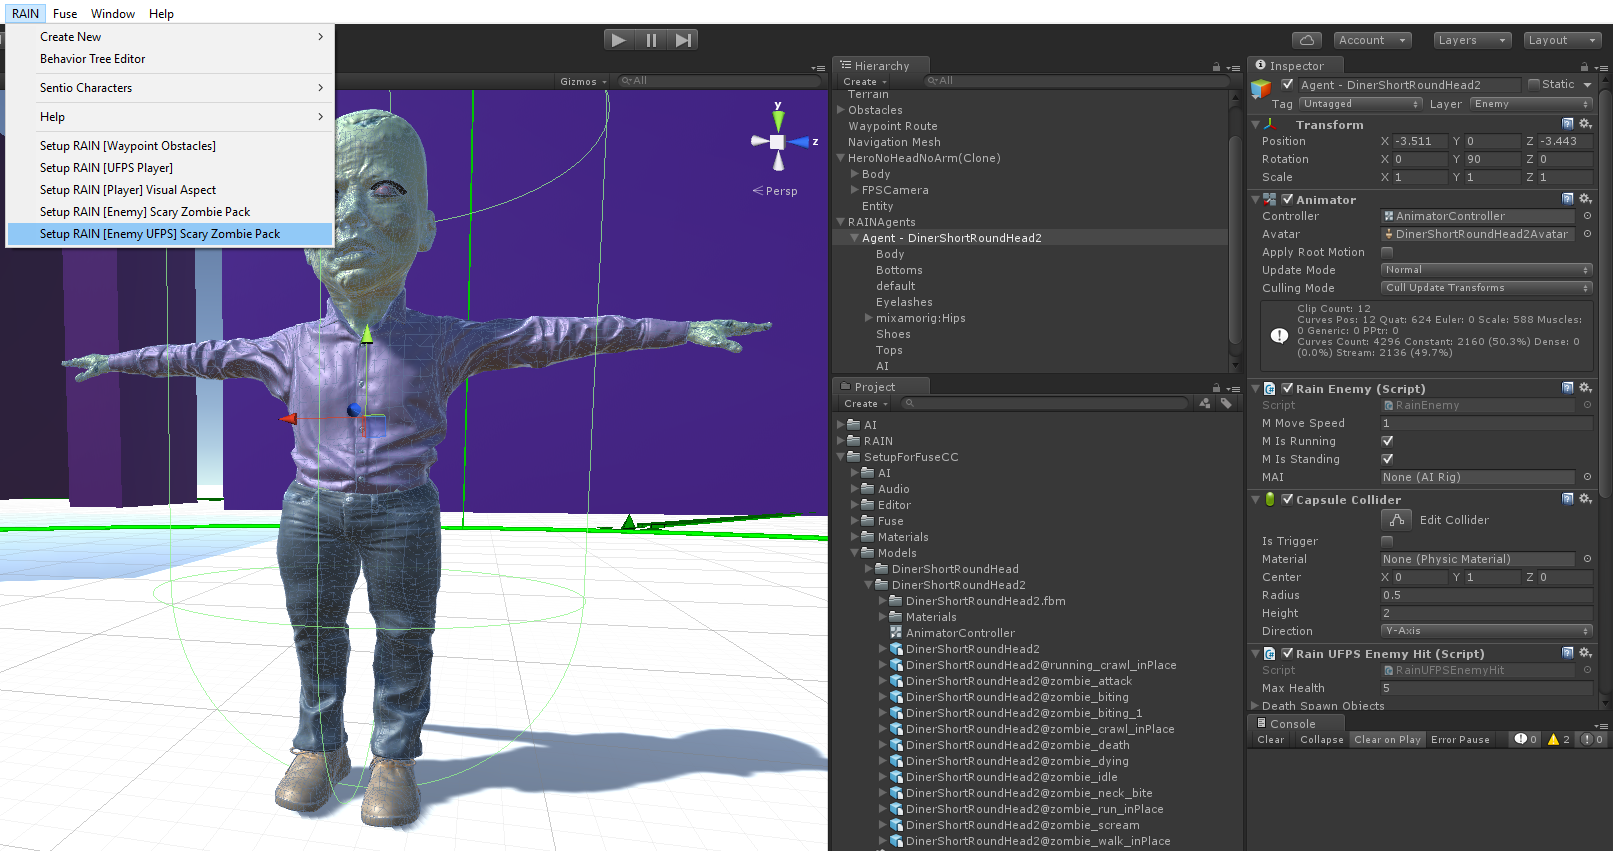 RAIN Fuse Window Help
Create New
Behavior Tree Editor
Sentio Characters
Help
Setup RAIN [Waypoint Obstacles]
Setup RAIN [UFPS Player]
Setup RAIN [Player] Visual Aspect
Setup RAIN [Enemy] Scary Zombie Pack
Setup RAIN [Enemy UFPS] Scary Zombie Pack
Account Layers Layout
Gizmos All
y
z
Persp
Hierarchy
Create All
Terrain
Obstacles
Waypoint Route
Navigation Mesh
HeroNoHeadNoArm(Clone)
Body
FPSCamera
Entity
RAINAgents
Agent - DinerShortRoundHead2
Body
Bottoms
default
Eyelashes
mixamorig:Hips
Shoes
Tops
AI
Project
Create
AI
RAIN
SetupForFuseCC
AI
Audio
Editor
Fuse
Materials
Models
DinerShortRoundHead
DinerShortRoundHead2
DinerShortRoundHead2.fbm
Materials
AnimatorController
DinerShortRoundHead2
DinerShortRoundHead2@running_crawl_inPlace
DinerShortRoundHead2@zombie_attack
DinerShortRoundHead2@zombie_biting
DinerShortRoundHead2@zombie_biting_1
DinerShortRoundHead2@zombie_crawl_inPlace
DinerShortRoundHead2@zombie_death
DinerShortRoundHead2@zombie_dying
DinerShortRoundHead2@zombie_idle
DinerShortRoundHead2@zombie_neck_bite
DinerShortRoundHead2@zombie_run_inPlace
DinerShortRoundHead2@zombie_scream
DinerShortRoundHead2@zombie_walk_inPlace
Inspector
Agent - DinerShortRoundHead2 Static
Tag Untagged Layer Enemy
Transform
Position X -3.511 Y 0 Z -3.443
Rotation X 0 Y 90 Z 0
Scale X 1 Y 1 Z 1
Animator
Controller AnimatorController
Avatar DinerShortRoundHead2Avatar
Apply Root Motion
Update Mode Normal
Culling Mode Cull Update Transforms
Clip Count: 12
Curves Pos: 12 Quat: 624 Euler: 0 Scale: 588 Muscles:
0 Generic: 0 PPtr: 0
Curves Count: 4296 Constant: 2160 (50.3%) Dense: 0
(0.0%) Stream: 2136 (49.7%)
Rain Enemy (Script)
Script RainEnemy
M Move Speed 1
M Is Running
M Is Standing
MAI None (AI Rig)
Capsule Collider
Edit Collider
Is Trigger
Material None (Physic Material)
Center X 0 Y 1 Z 0
Radius 0.5
Height 2
Direction Y-Axis
Rain UFPS Enemy Hit (Script)
Script RainUFPSEnemyHit
Max Health 5
Death Spawn Objects
Console
Clear Collapse Clear on Play Error Pause 0 2 0